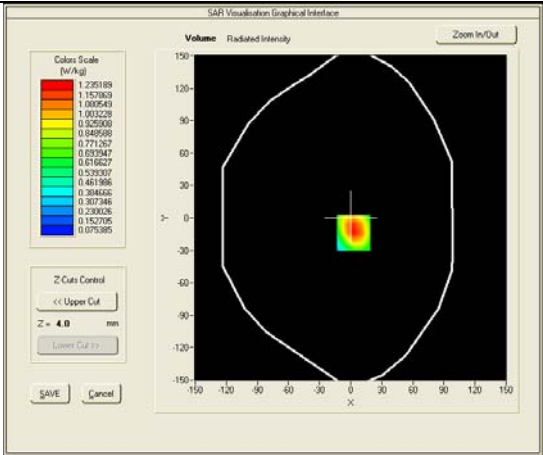 SAR Visualisation Graphical Interface
Volume Radiated Intensity
Zoom In/Out
Colors Scale
(W/kg)
1.235189
1.157869
1.080549
1.003228
0.925908
0.848588
0.771267
0.693947
0.616627
0.539307
0.461986
0.384666
0.307346
0.230026
0.152705
0.075385
Z Cuts Control
<< Upper Cut
Z = 4.0 mm
Lower Cut >>
SAVE Cancel
150-
120-
90-
60-
30-
Y 0-
-30-
-60-
-90-
-120-
-150-
-150 -120 -90 -60 -30 0 30 60 90 120 150
X